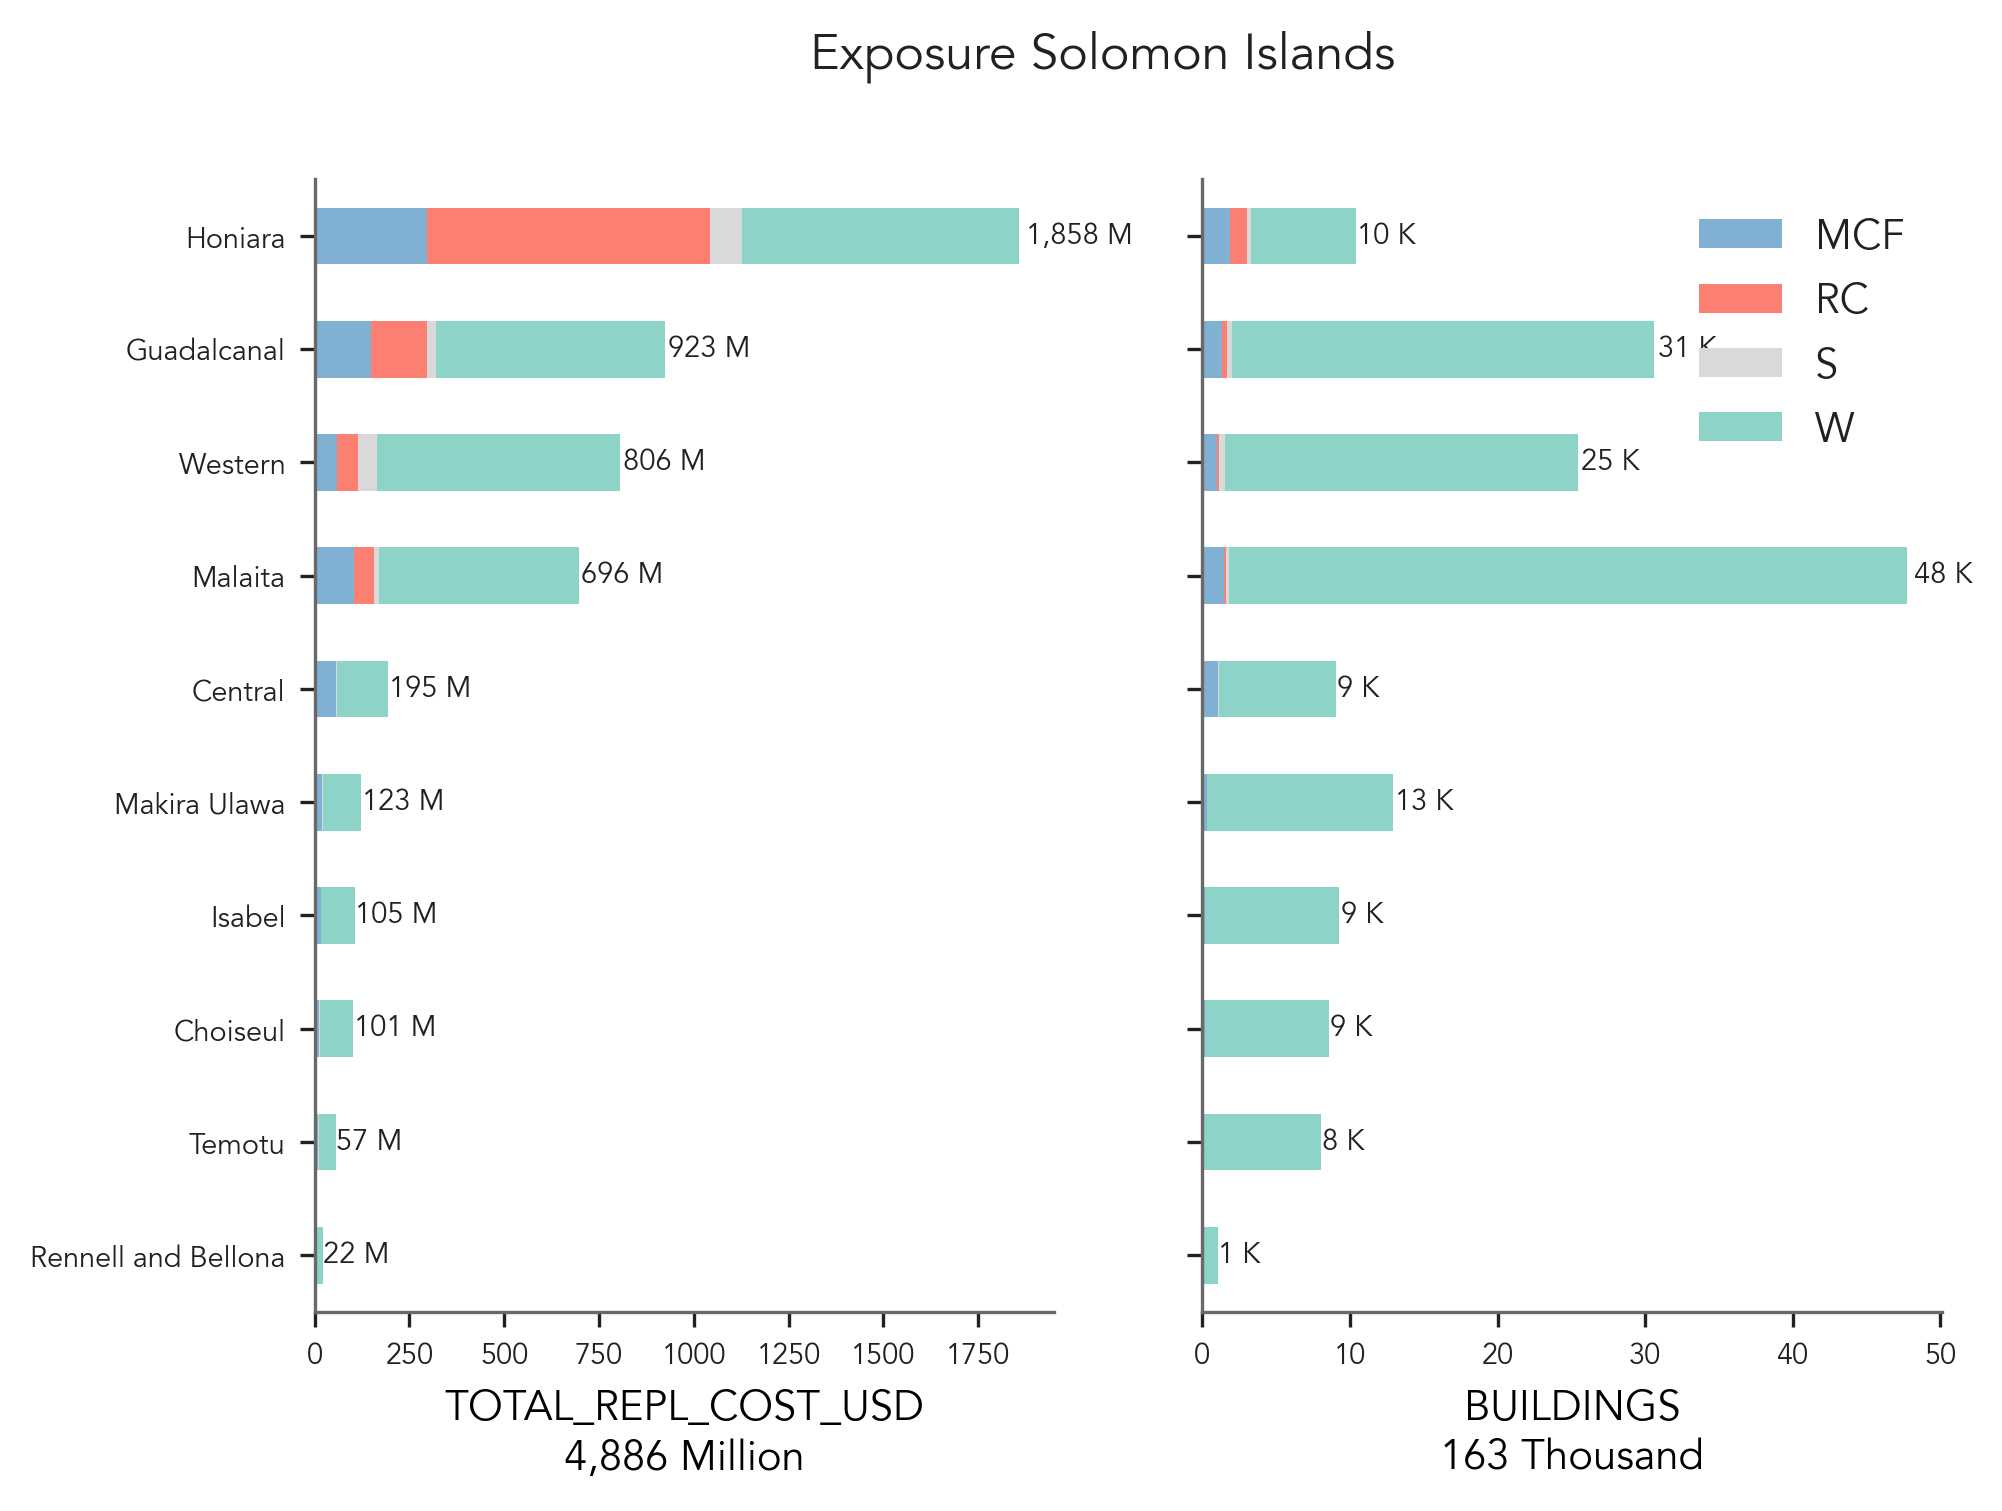 Exposure Solomon Islands
Honiara
1,858 M
Guadalcanal
923 M
Western
806 M
Malaita
696 M
Central
195 M
Makira Ulawa
123 M
Isabel
105 M
Choiseul
101 M
Temotu
57 M
Rennell and Bellona
22 M
0 250 500 750 1000 1250 1500 1750
TOTAL_REPL_COST_USD
4,886 Million
10 K
31 K
25 K
48 K
9 K
13 K
9 K
9 K
8 K
1 K
MCF
RC
S
W
0 10 20 30 40 50
BUILDINGS
163 Thousand